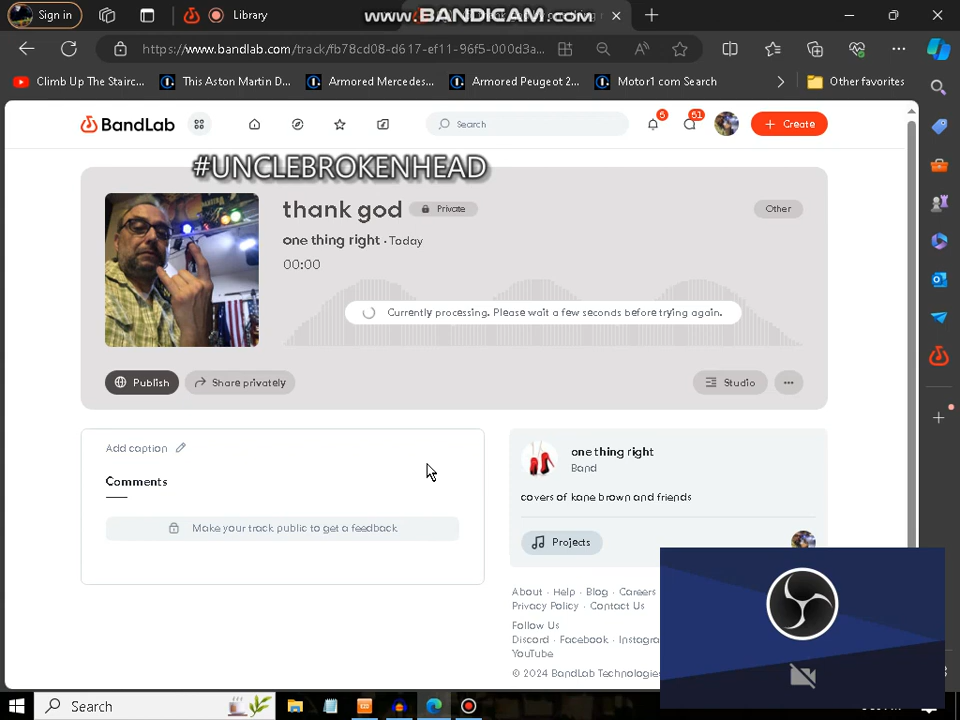 Sign in
Library
www.BANDICAM.com
https://www.bandlab.com/track/fb78cd08-d617-ef11-96f5-000d3a...
Climb Up The Stairc...
This Aston Martin D...
Armored Mercedes...
Armored Peugeot 2...
Motor1 com Search
Other favorites
BandLab
Search
5
51
+ Create
#UNCLEBROKENHEAD
thank god
Private
Other
one thing right · Today
00:00
Currently processing. Please wait a few seconds before trying again.
Publish
Share privately
Studio
Add caption
Comments
Make your track public to get a feedback
one thing right
Band
covers of kane brown and friends
Projects
About · Help · Blog · Careers
Privacy Policy · Contact Us
Follow Us
Discord · Facebook · Instagra
YouTube
© 2024 BandLab Technologies
Search